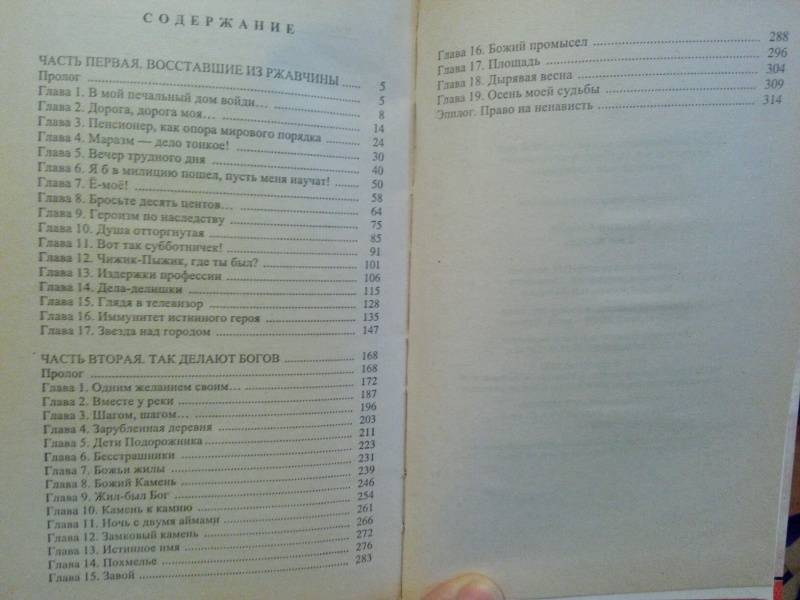 СОДЕРЖАНИЕ
ЧАСТЬ ПЕРВАЯ. ВОССТАВШИЕ ИЗ РЖАВЧИНЫ ..... 5
Пролог ..... 5
Глава 1. В мой печальный дом войди… ..... 8
Глава 2. Дорога, дорога моя… ..... 14
Глава 3. Пенсионер, как опора мирового порядка ..... 24
Глава 4. Маразм — дело тонкое! ..... 30
Глава 5. Вечер трудного дня ..... 40
Глава 6. Я б в милицию пошел, пусть меня научат! ..... 50
Глава 7. Ё-моё! ..... 58
Глава 8. Бросьте десять центов… ..... 64
Глава 9. Героизм по наследству ..... 75
Глава 10. Душа отторгнутая ..... 85
Глава 11. Вот так субботничек! ..... 91
Глава 12. Чижик-Пыжик, где ты был? ..... 101
Глава 13. Издержки профессии ..... 106
Глава 14. Дела-делишки ..... 115
Глава 15. Глядя в телевизор ..... 128
Глава 16. Иммунитет истинного героя ..... 135
Глава 17. Звезда над городом ..... 147
ЧАСТЬ ВТОРАЯ. ТАК ДЕЛАЮТ БОГОВ ..... 168
Пролог ..... 168
Глава 1. Одним желанием своим… ..... 172
Глава 2. Вместе у реки ..... 187
Глава 3. Шагом, шагом… ..... 196
Глава 4. Зарубленная деревня ..... 203
Глава 5. Дети Подорожника ..... 211
Глава 6. Бесстрашники ..... 223
Глава 7. Божьи жилы ..... 231
Глава 8. Божий Камень ..... 239
Глава 9. Жил-был Бог ..... 246
Глава 10. Камень к камню ..... 254
Глава 11. Ночь с двумя аймами ..... 261
Глава 12. Замковый камень ..... 266
Глава 13. Истинное имя ..... 272
Глава 14. Похмелье ..... 276
Глава 15. Завой ..... 283
Глава 16. Божий промысел ..... 288
Глава 17. Площадь ..... 296
Глава 18. Дырявая весна ..... 304
Глава 19. Осень моей судьбы ..... 309
Эпилог. Право на ненависть ..... 314